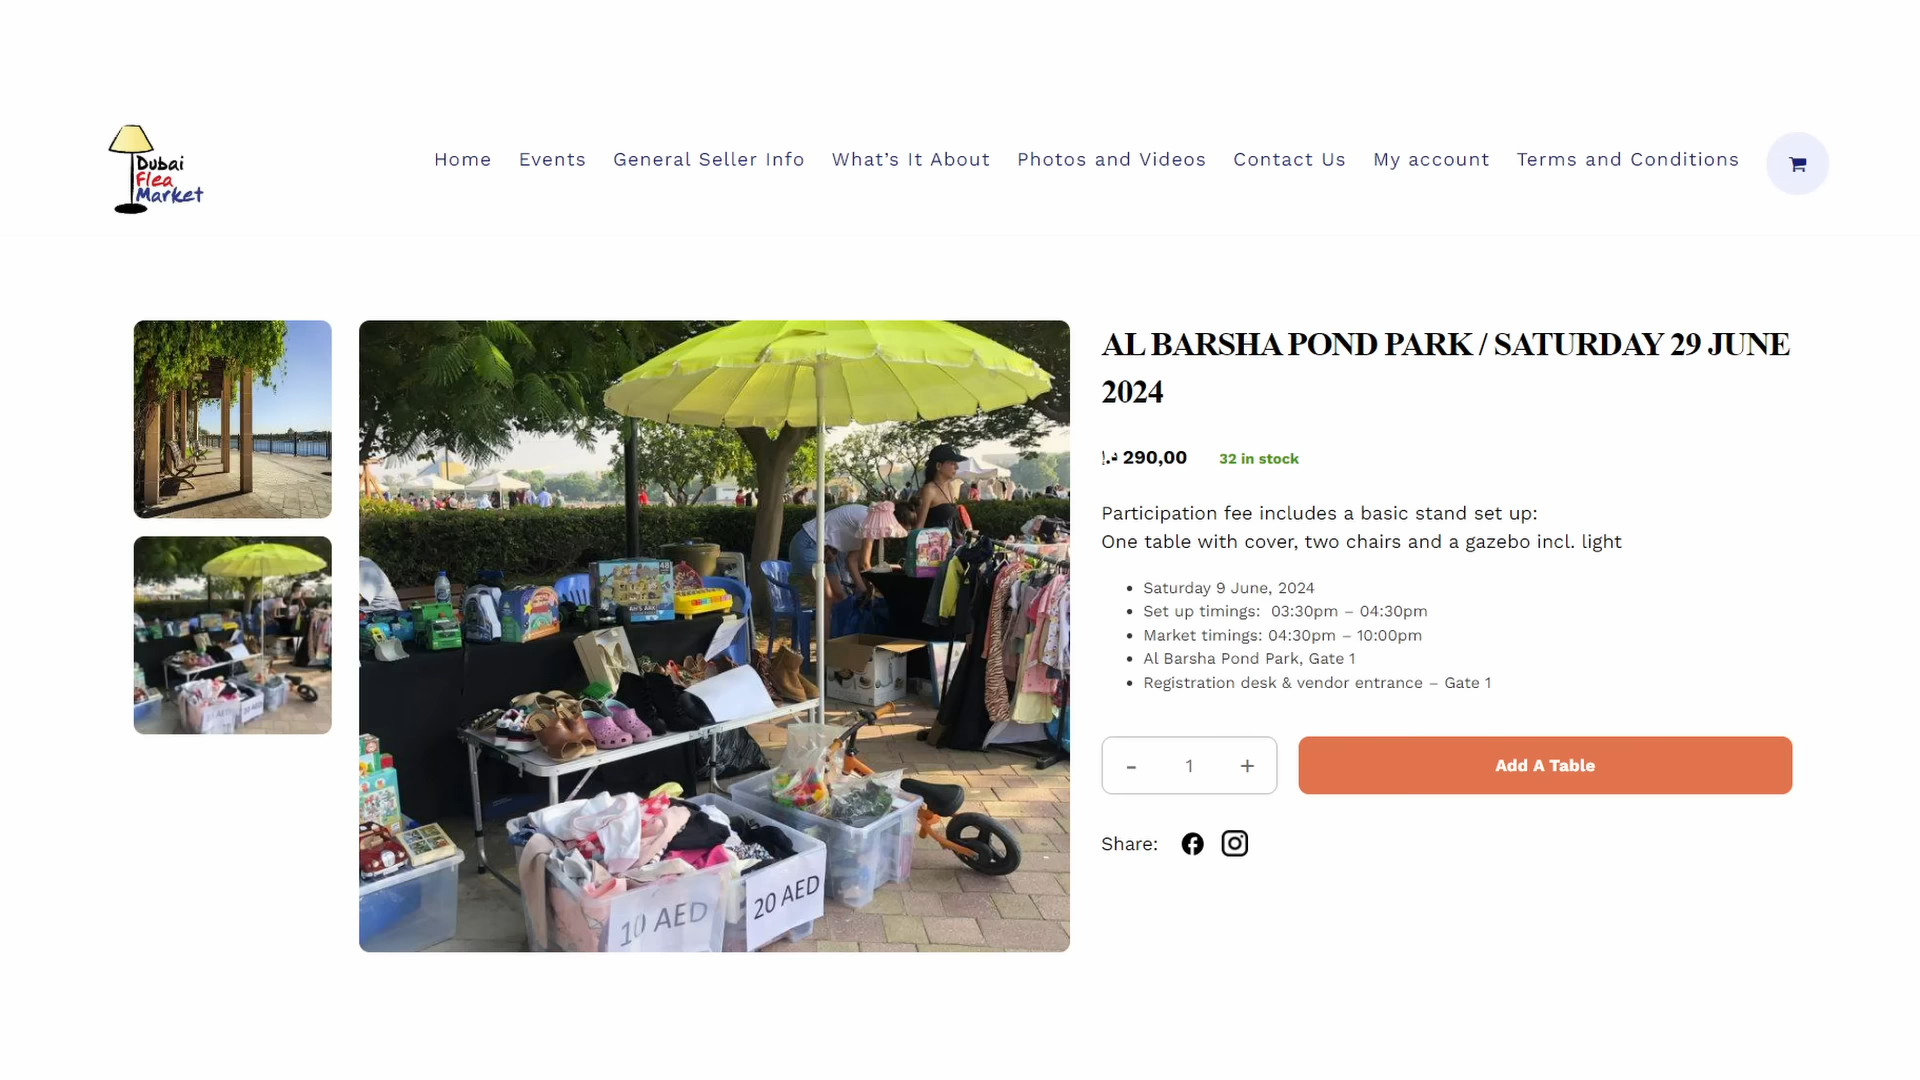 Dubai
Flea
Market
Home
Events
General Seller Info
What's It About
Photos and Videos
Contact Us
My account
Terms and Conditions
AL BARSHA POND PARK / SATURDAY 29 JUNE
2024
د.إ 290,00
32 in stock
Participation fee includes a basic stand set up:
One table with cover, two chairs and a gazebo incl. light
Saturday 9 June, 2024
Set up timings: 03:30pm – 04:30pm
Market timings: 04:30pm – 10:00pm
Al Barsha Pond Park, Gate 1
Registration desk & vendor entrance – Gate 1
- 1 +
Add A Table
Share:
48
10 AED
20 AED